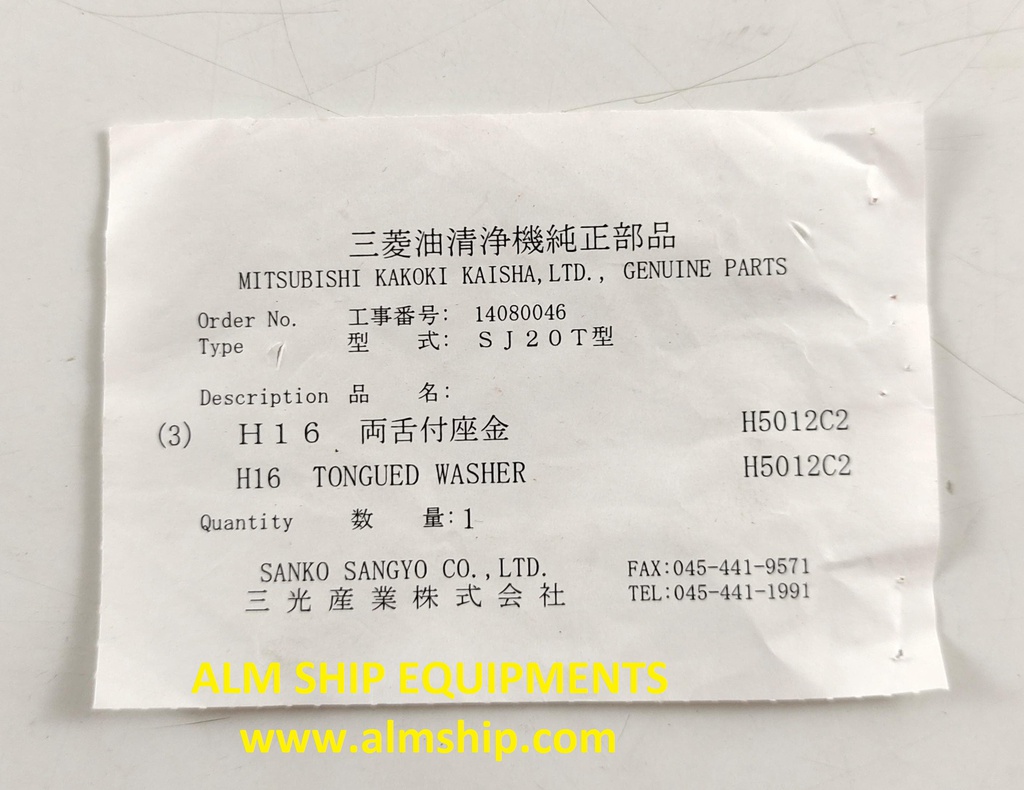 三菱油清浄機純正部品
MITSUBISHI KAKOKI KAISHA,LTD., GENUINE PARTS
Order No. 工事番号: 14080046
Type 型 式: SJ20T型
Description 品 名:
(3) H16 両舌付座金 H5012C2
H16 TONGUED WASHER H5012C2
Quantity 数 量:1
SANKO SANGYO CO.,LTD. FAX:045-441-9571
三光産業株式会社 TEL:045-441-1991
ALM SHIP EQUIPMENTS
www.almship.com